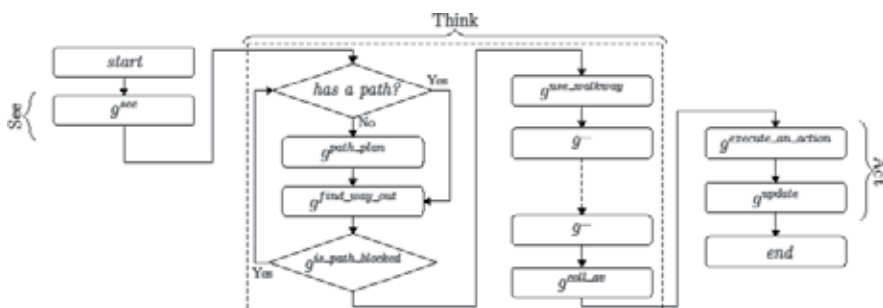 Think
start
See
g^see
has a path?
Yes
No
g^path_plan
g^find_way_out
g^is_path_blocked
Yes
g^use_walkway
g^...
g^...
g^coll_av
g^execute_an_action
g^update
Act
end